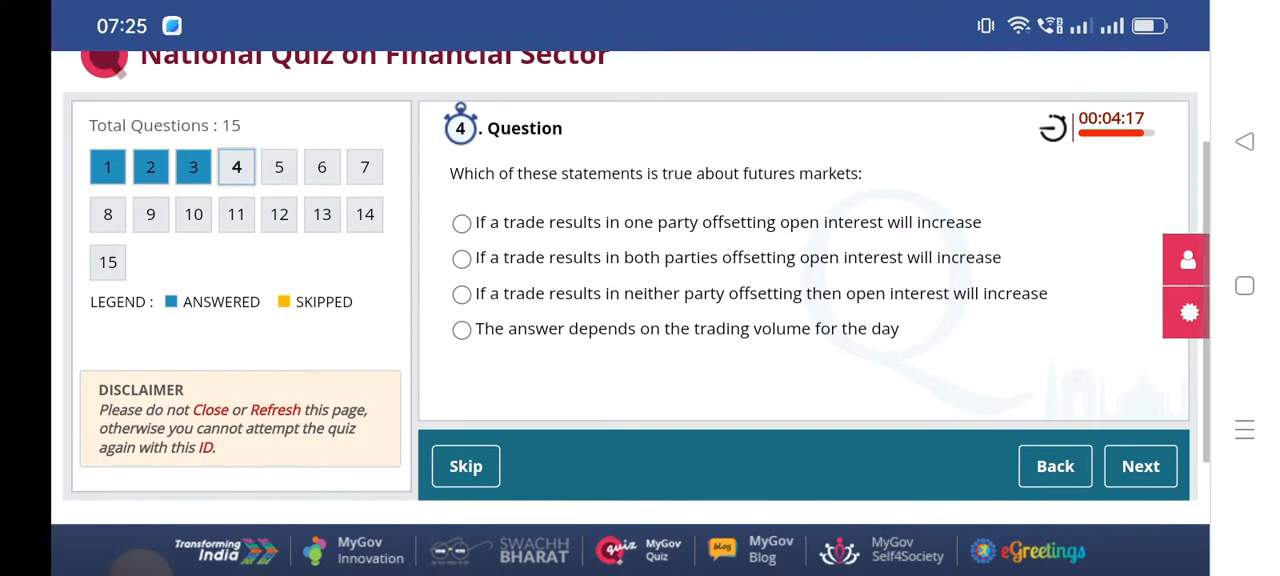 07:25
National Quiz on Financial Sector
Total Questions : 15
1 2 3 4 5 6 7
8 9 10 11 12 13 14
15
LEGEND : ANSWERED SKIPPED
DISCLAIMER
Please do not Close or Refresh this page,
otherwise you cannot attempt the quiz
again with this ID.
4 . Question
00:04:17
Which of these statements is true about futures markets:
If a trade results in one party offsetting open interest will increase
If a trade results in both parties offsetting open interest will increase
If a trade results in neither party offsetting then open interest will increase
The answer depends on the trading volume for the day
Skip Back Next
Transforming India
MyGov Innovation
SWACHH BHARAT
quiz MyGov Quiz
blog MyGov Blog
MyGov Self4Society
eGreetings